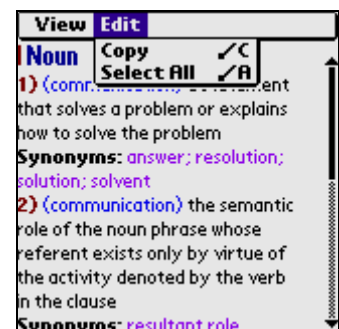 View Edit
Noun
Copy /C
Select All /A
1) (comm
ent
that solves a problem or explains
how to solve the problem
Synonyms: answer; resolution;
solution; solvent
2) (communication) the semantic
role of the noun phrase whose
referent exists only by virtue of
the activity denoted by the verb
in the clause
Synonyms: resultant role